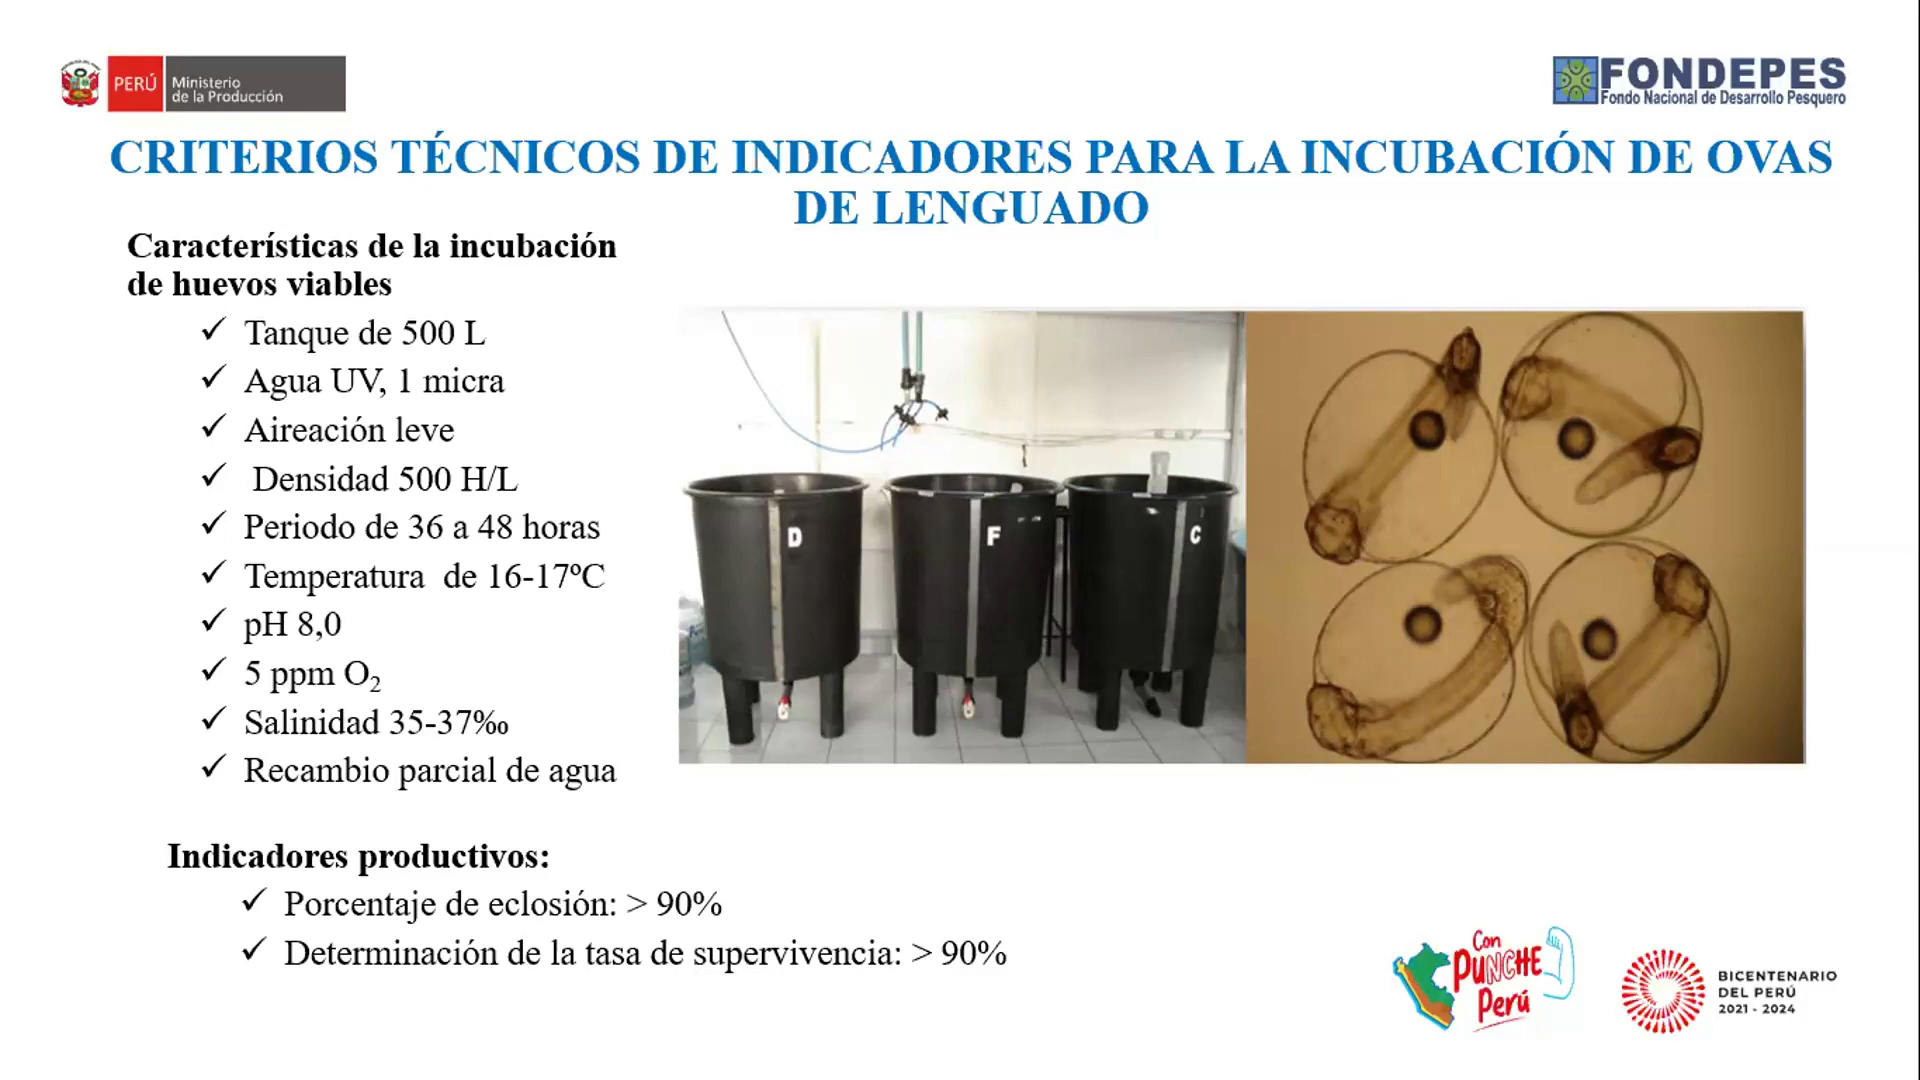 PERÚ
Ministerio
de la Producción
FONDEPES
Fondo Nacional de Desarrollo Pesquero
CRITERIOS TÉCNICOS DE INDICADORES PARA LA INCUBACIÓN DE OVAS
DE LENGUADO
Características de la incubación
de huevos viables
✓ Tanque de 500 L
✓ Agua UV, 1 micra
✓ Aireación leve
✓ Densidad 500 H/L
✓ Periodo de 36 a 48 horas
✓ Temperatura de 16-17ºC
✓ pH 8,0
✓ 5 ppm O₂
✓ Salinidad 35-37‰
✓ Recambio parcial de agua
D
F
C
Indicadores productivos:
✓ Porcentaje de eclosión: > 90%
✓ Determinación de la tasa de supervivencia: > 90%
Con
PUNCHE
Perú
BICENTENARIO
DEL PERÚ
2021 - 2024